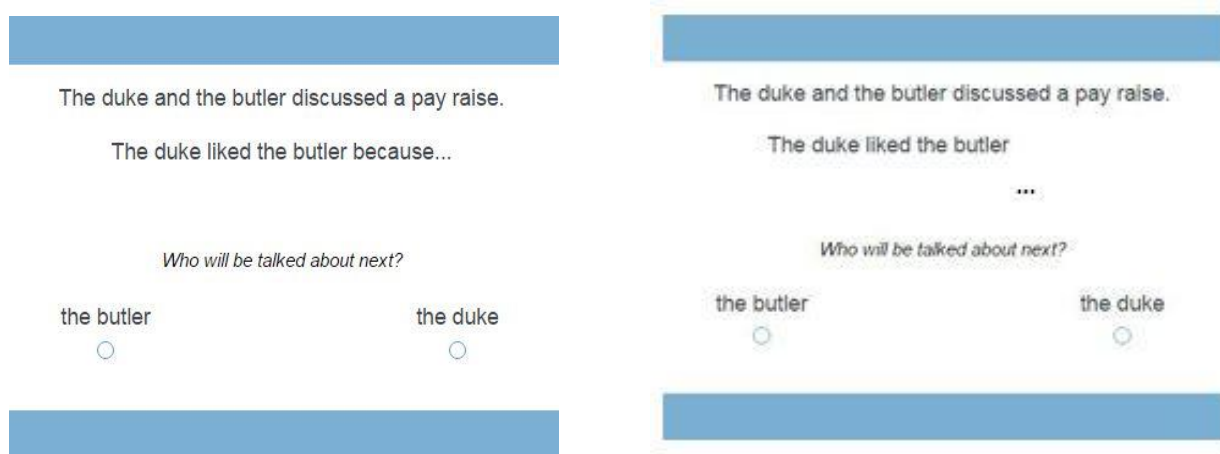 The duke and the butler discussed a pay raise.
The duke liked the butler because...
Who will be talked about next?
the butler the duke
The duke and the butler discussed a pay raise.
The duke liked the butler
...
Who will be talked about next?
the butler the duke